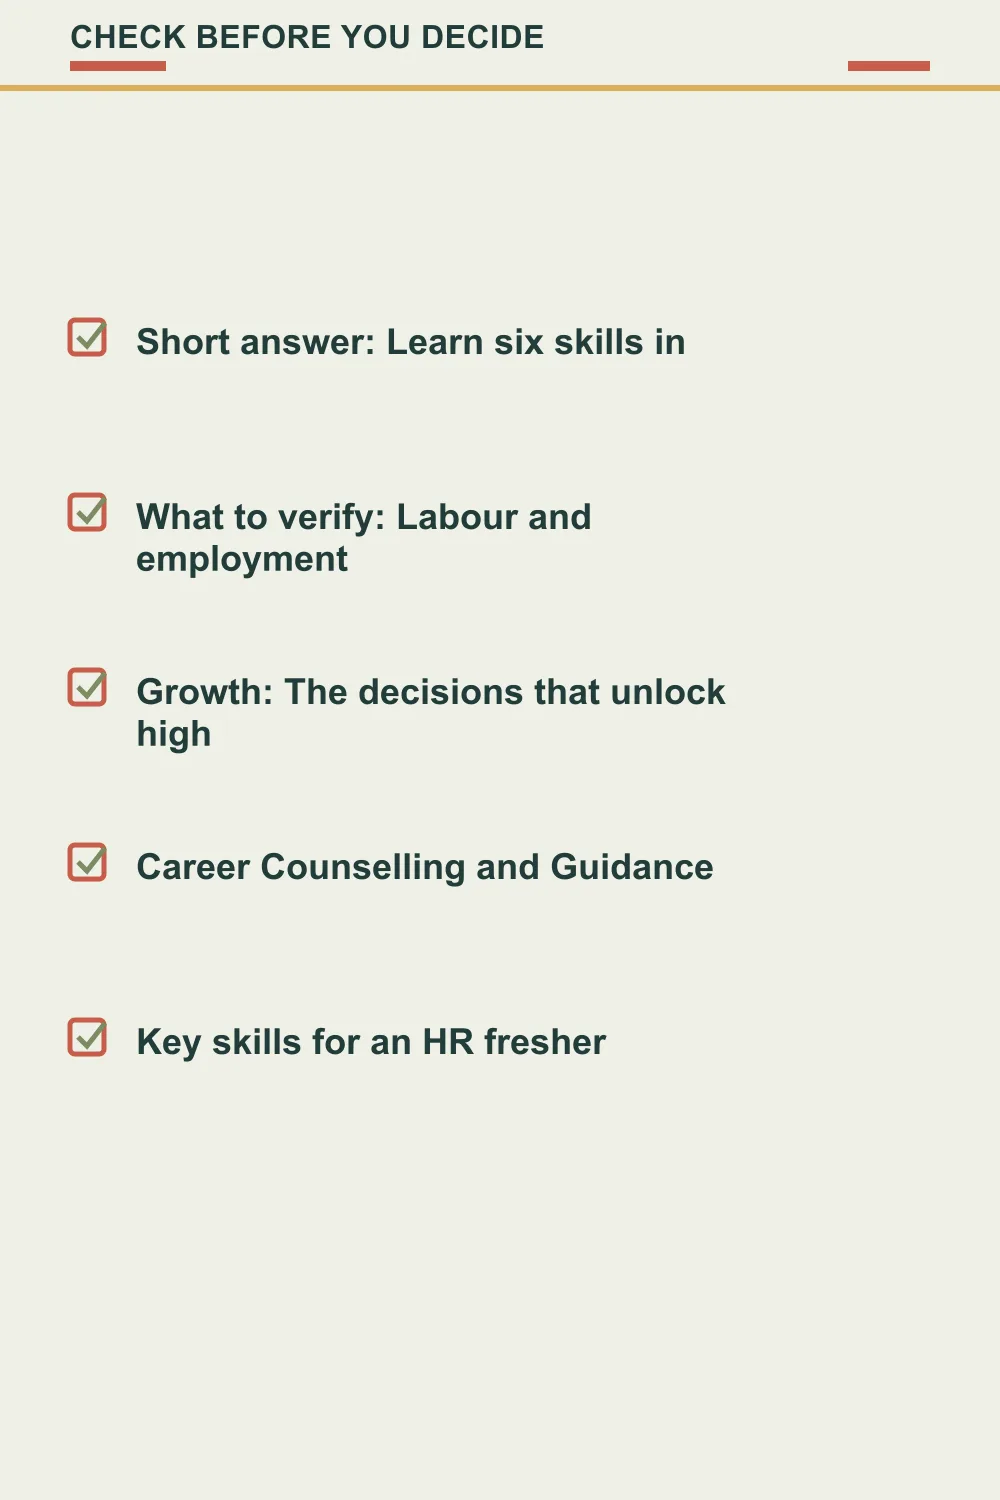 CHECK BEFORE YOU DECIDE
Short answer: Learn six skills in
What to verify: Labour and
employment
Growth: The decisions that unlock
high
Career Counselling and Guidance
Key skills for an HR fresher